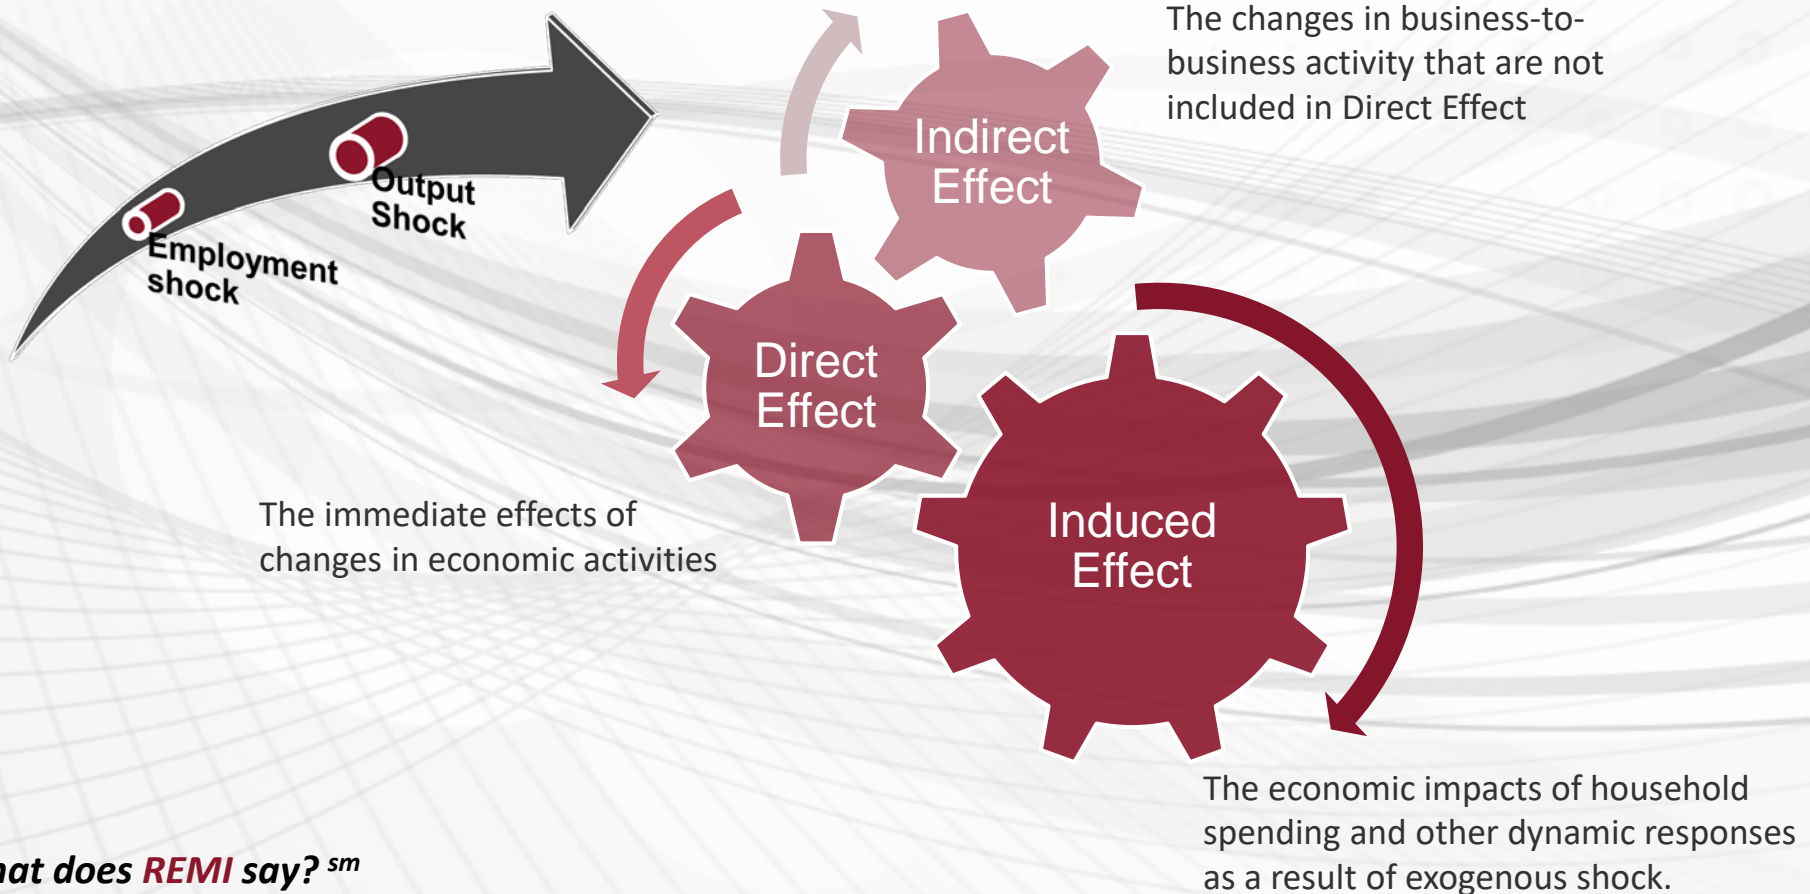 The changes in business-to-
business activity that are not
included in Direct Effect
Indirect
Effect
Output
Shock
Employment
shock
Direct
Effect
The immediate effects of
changes in economic activities
Induced
Effect
The economic impacts of household
spending and other dynamic responses
as a result of exogenous shock.
hat does REMI say? sm